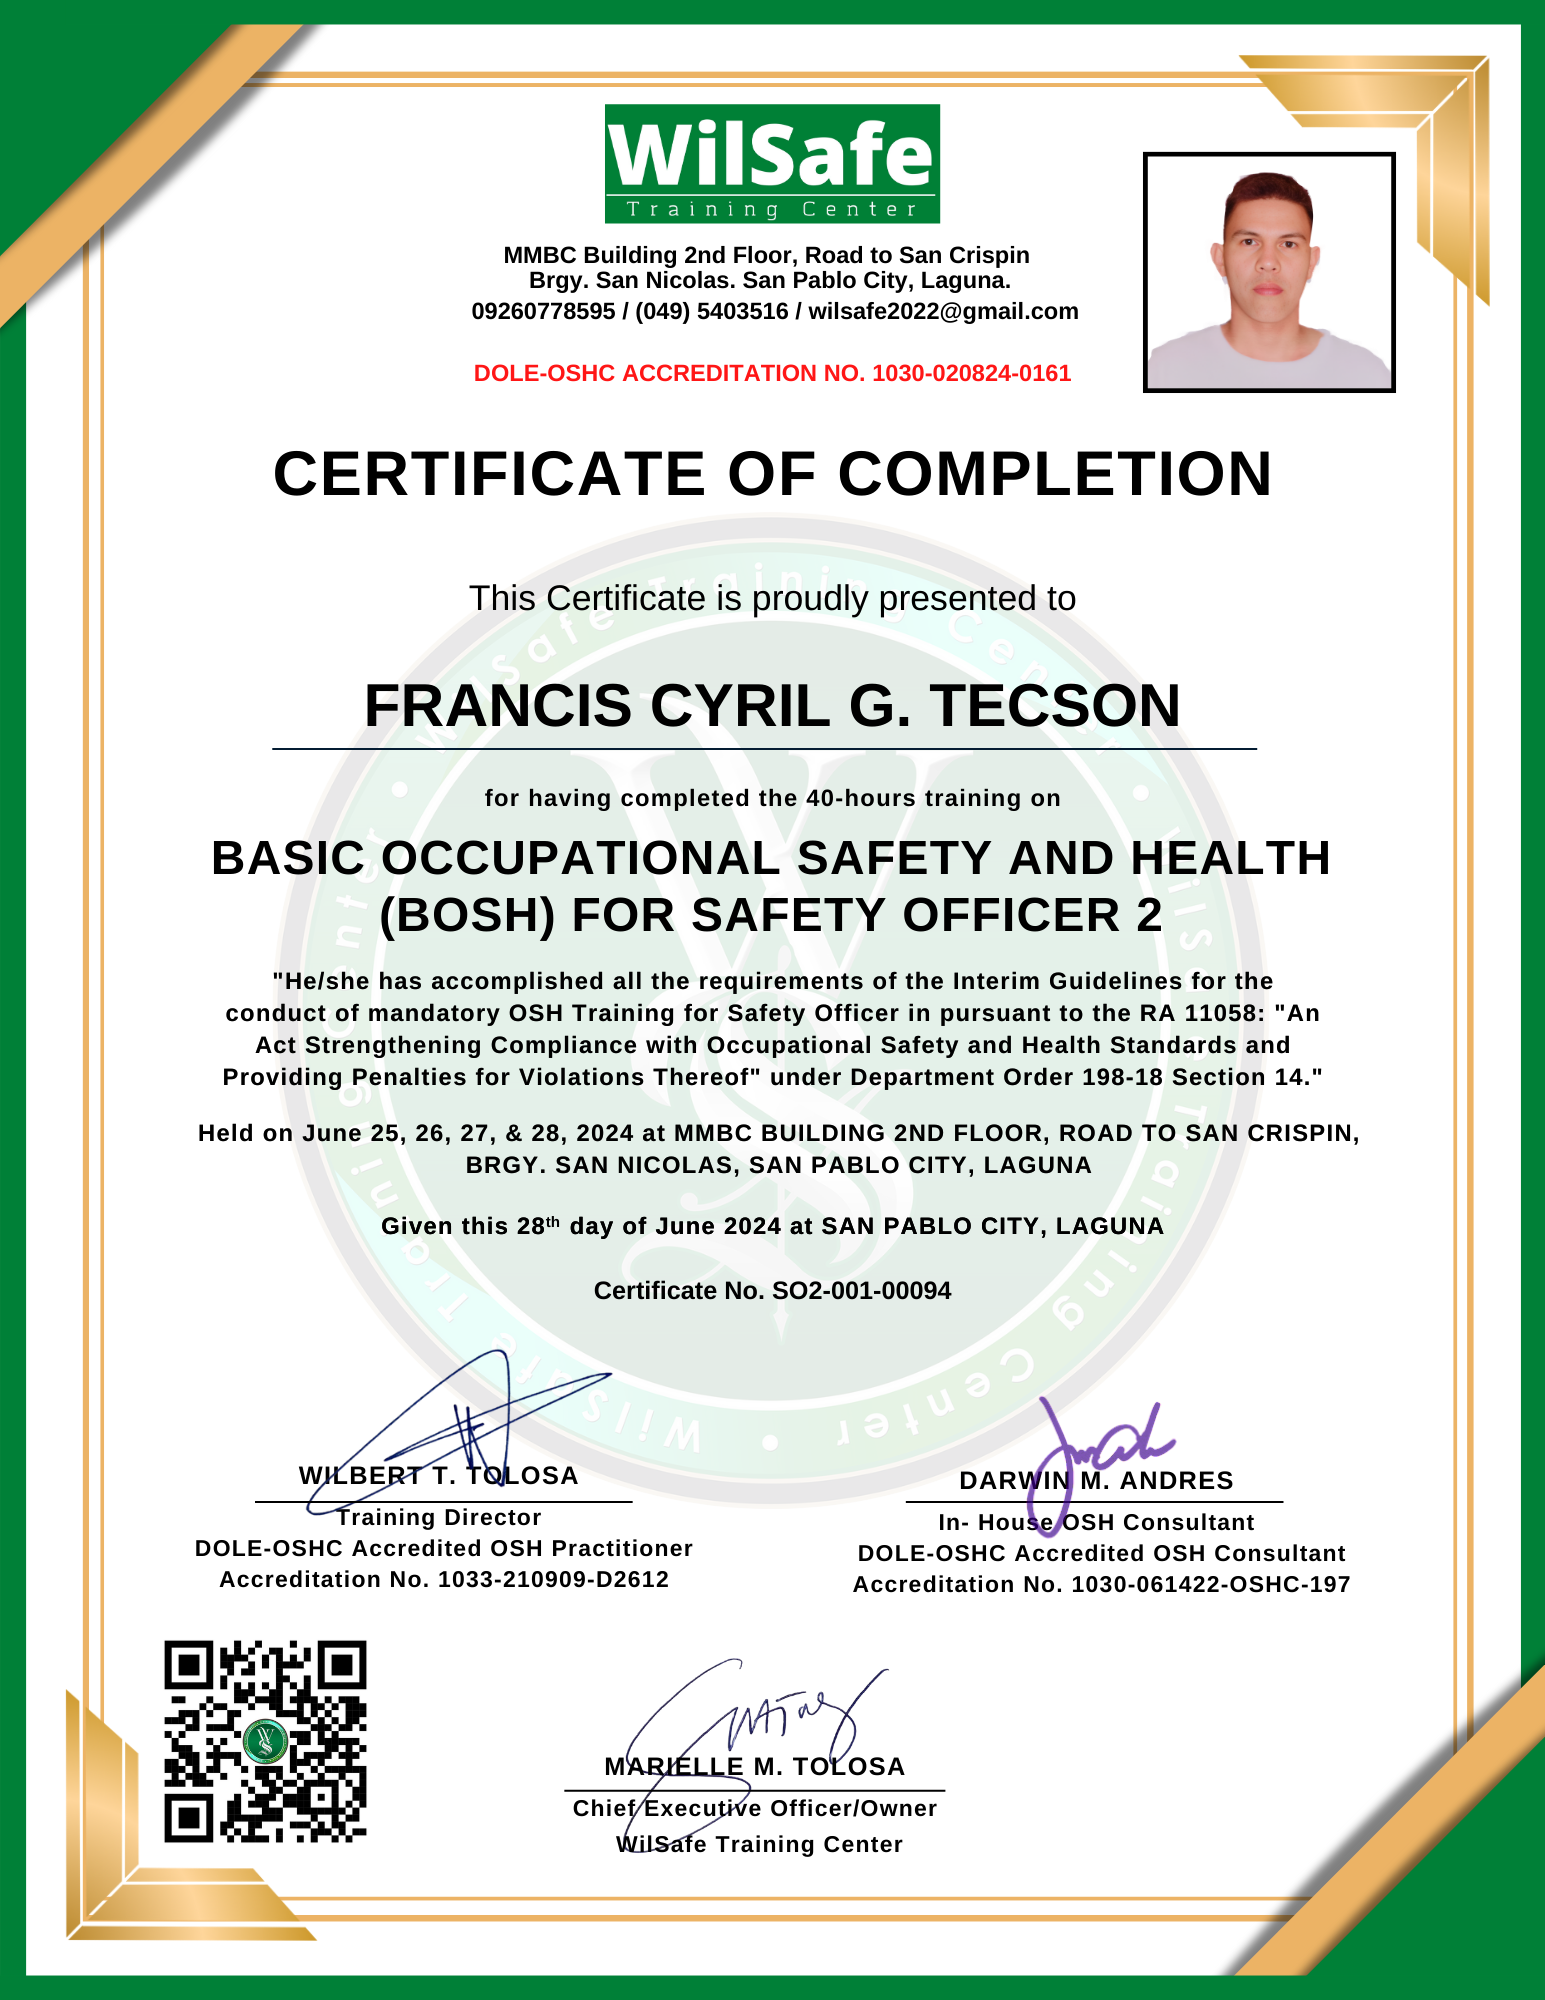 WilSafe
Training Center
MMBC Building 2nd Floor, Road to San Crispin
Brgy. San Nicolas. San Pablo City, Laguna.
09260778595 / (049) 5403516 / wilsafe2022@gmail.com
DOLE-OSHC ACCREDITATION NO. 1030-020824-0161
CERTIFICATE OF COMPLETION
This Certificate is proudly presented to
FRANCIS CYRIL G. TECSON
for having completed the 40-hours training on
BASIC OCCUPATIONAL SAFETY AND HEALTH
(BOSH) FOR SAFETY OFFICER 2
"He/she has accomplished all the requirements of the Interim Guidelines for the
conduct of mandatory OSH Training for Safety Officer in pursuant to the RA 11058: "An
Act Strengthening Compliance with Occupational Safety and Health Standards and
Providing Penalties for Violations Thereof" under Department Order 198-18 Section 14."
Held on June 25, 26, 27, & 28, 2024 at MMBC BUILDING 2ND FLOOR, ROAD TO SAN CRISPIN,
BRGY. SAN NICOLAS, SAN PABLO CITY, LAGUNA
Given this 28th day of June 2024 at SAN PABLO CITY, LAGUNA
Certificate No. SO2-001-00094
WilSafe Training Center • WilSafe Training Center • WilSafe Training Center •
WILBERT T. TOLOSA
Training Director
DOLE-OSHC Accredited OSH Practitioner
Accreditation No. 1033-210909-D2612
DARWIN M. ANDRES
In- House OSH Consultant
DOLE-OSHC Accredited OSH Consultant
Accreditation No. 1030-061422-OSHC-197
MARIELLE M. TOLOSA
Chief Executive Officer/Owner
WilSafe Training Center